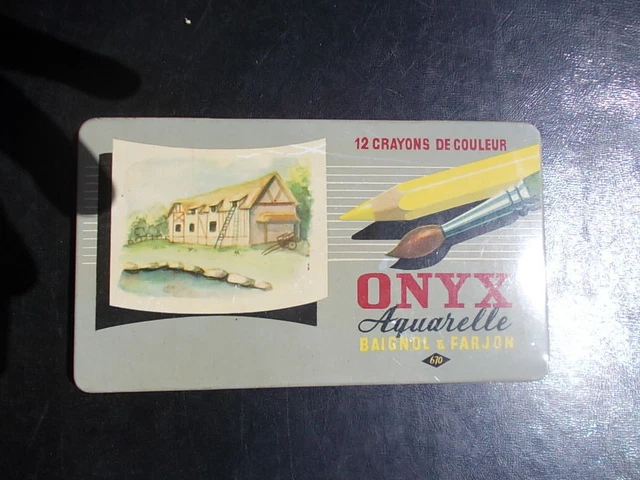 12 CRAYONS DE COULEUR
ONYX
Aquarelle
BAIGNOL & FARJON
670